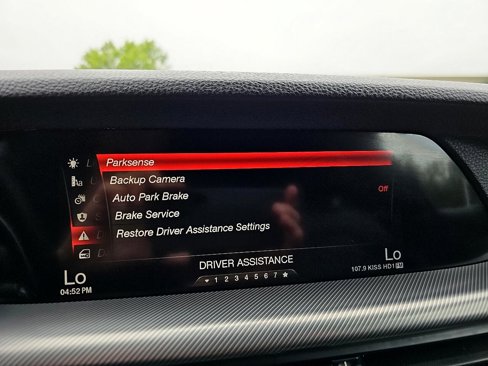 Parksense
Backup Camera
Auto Park Brake
Off
Brake Service
Restore Driver Assistance Settings
DRIVER ASSISTANCE
1 2 3 4 5 6 7
Lo
04:52 PM
Lo
107.9 KISS HD1 FM